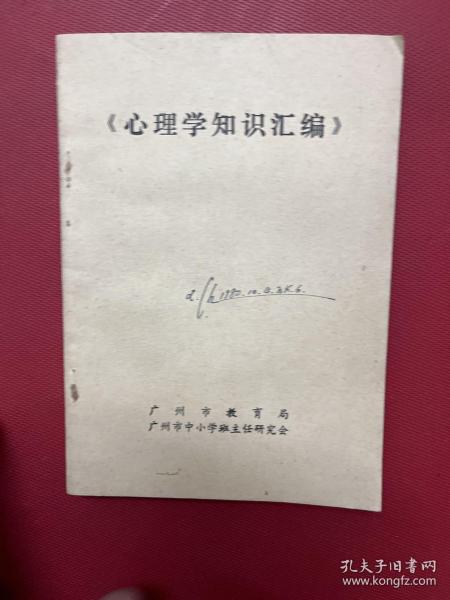 《心理学知识汇编》
广州市教育局
广州市中小学班主任研究会
孔夫子旧书网
www.kongfz.com